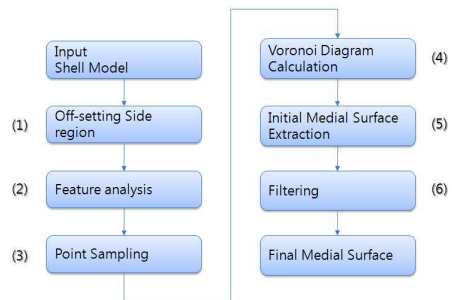 Input
Shell Model
(1)
Off-setting Side
region
(2)
Feature analysis
(3)
Point Sampling
Voronoi Diagram
Calculation
(4)
Initial Medial Surface
Extraction
(5)
Filtering
(6)
Final Medial Surface